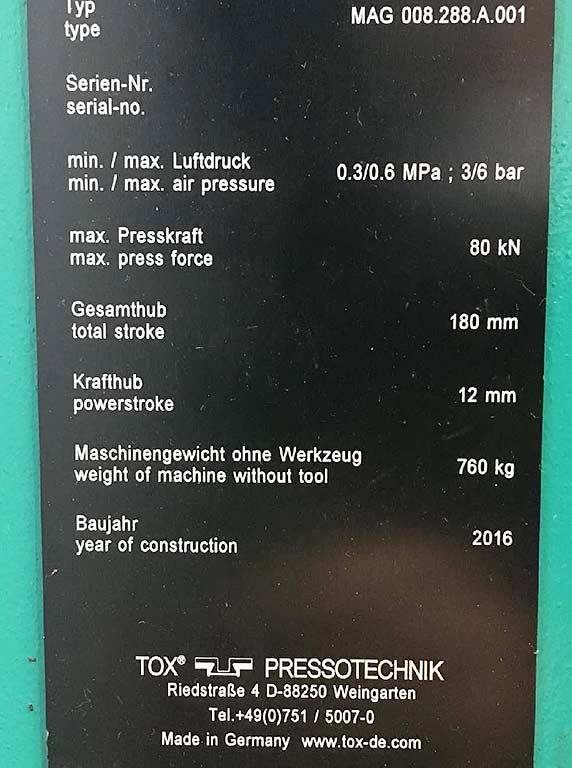 Typ
type MAG 008.288.A.001
Serien-Nr.
serial-no.
min. / max. Luftdruck
min. / max. air pressure 0.3/0.6 MPa ; 3/6 bar
max. Presskraft
max. press force 80 kN
Gesamthub
total stroke 180 mm
Krafthub
powerstroke 12 mm
Maschinengewicht ohne Werkzeug
weight of machine without tool 760 kg
Baujahr
year of construction 2016
TOX® PRESSOTECHNIK
Riedstraße 4 D-88250 Weingarten
Tel.+49(0)751 / 5007-0
Made in Germany www.tox-de.com